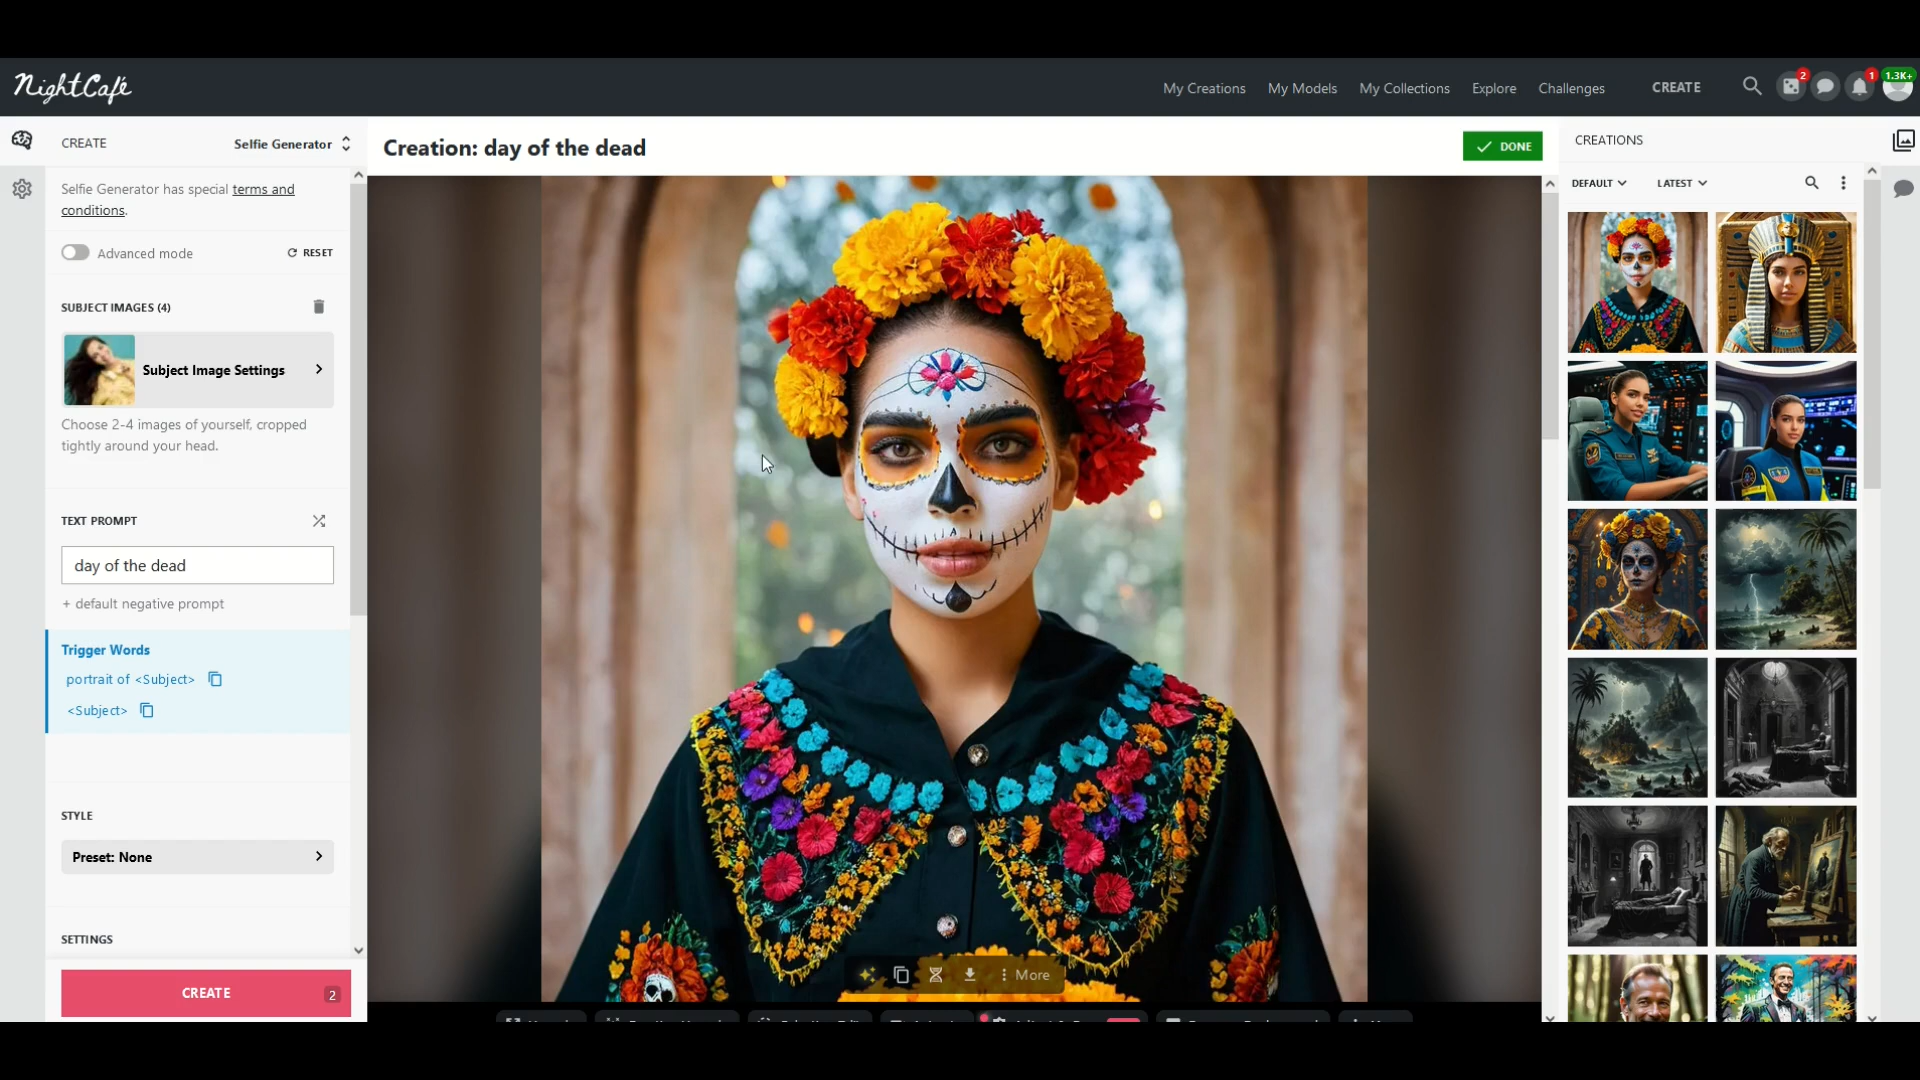 NightCafé
My Creations
My Models
My Collections
Explore
Challenges
CREATE
2
1
1.3K+
CREATE
Selfie Generator
Selfie Generator has special terms and
conditions.
Advanced mode
RESET
SUBJECT IMAGES (4)
Subject Image Settings
Choose 2-4 images of yourself, cropped
tightly around your head.
TEXT PROMPT
day of the dead
+ default negative prompt
Trigger Words
portrait of <Subject>
<Subject>
STYLE
Preset: None
SETTINGS
CREATE
2
Creation: day of the dead
DONE
More
CREATIONS
DEFAULT
LATEST